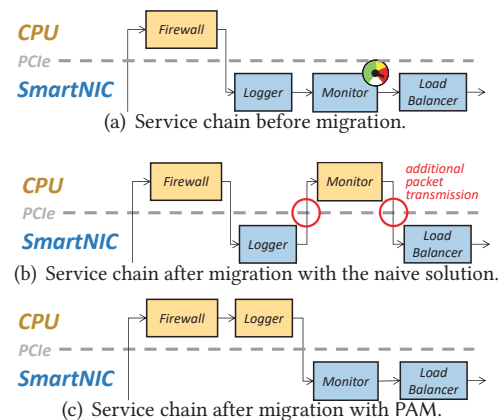 CPU
Firewall
PCIe
SmartNIC
Logger
Monitor
Load
Balancer
(a) Service chain before migration.
CPU
Firewall
Monitor
additional
packet
transmission
PCIe
SmartNIC
Logger
Load
Balancer
(b) Service chain after migration with the naive solution.
CPU
Firewall
Logger
PCIe
SmartNIC
Monitor
Load
Balancer
(c) Service chain after migration with PAM.